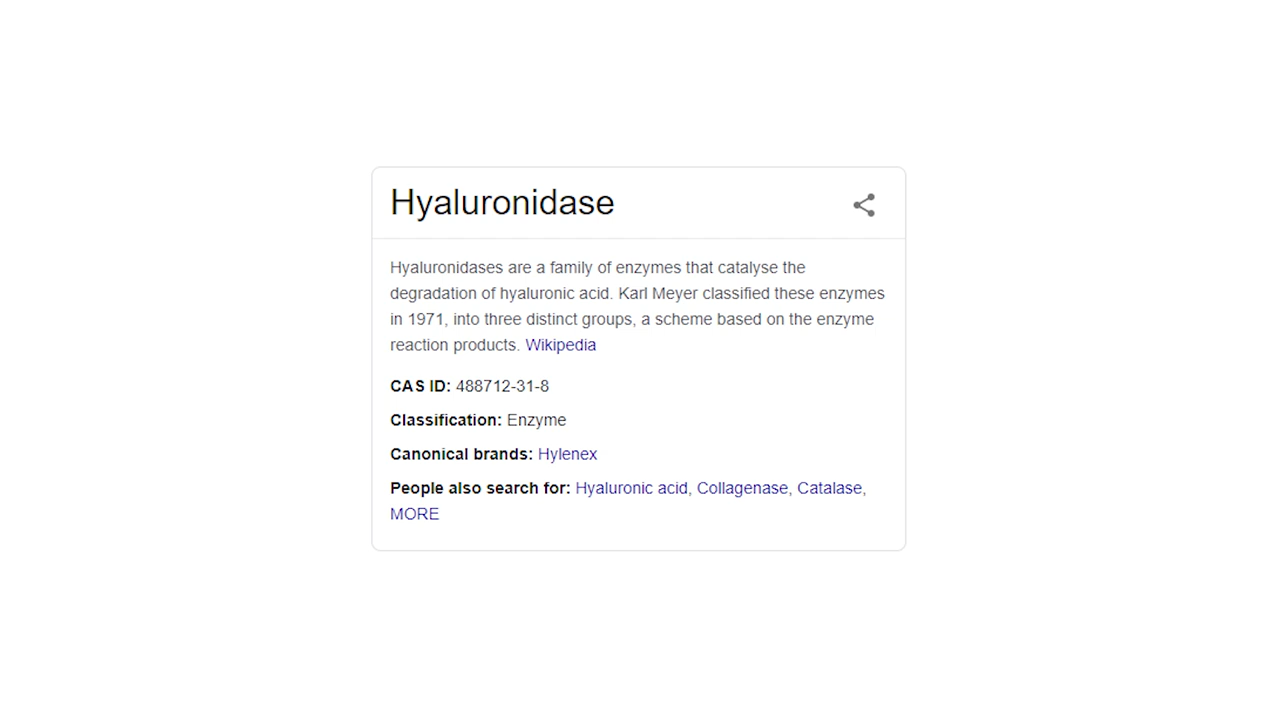 Hyaluronidase
Hyaluronidases are a family of enzymes that catalyse the
degradation of hyaluronic acid. Karl Meyer classified these enzymes
in 1971, into three distinct groups, a scheme based on the enzyme
reaction products. Wikipedia
CAS ID: 488712-31-8
Classification: Enzyme
Canonical brands: Hylenex
People also search for: Hyaluronic acid, Collagenase, Catalase,
MORE